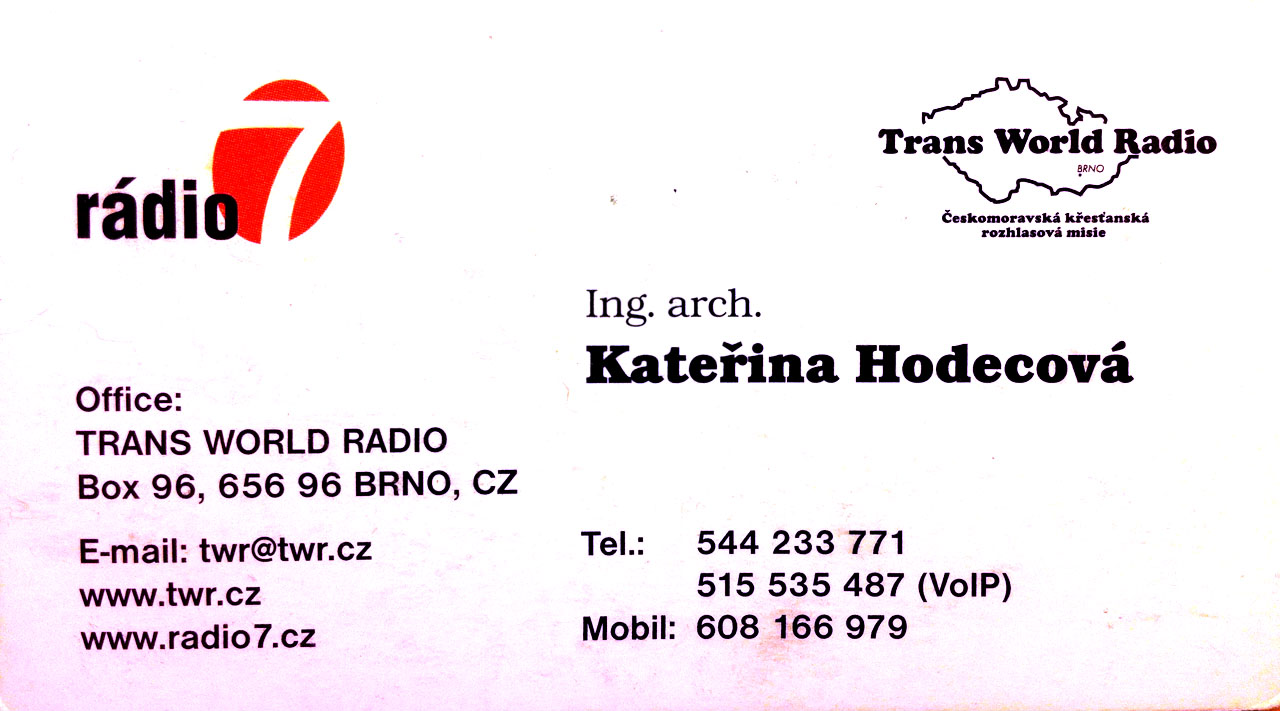 rádio 7
Trans World Radio
BRNO
Českomoravská křesťanská
rozhlasová misie
Ing. arch.
Kateřina Hodecová
Office:
TRANS WORLD RADIO
Box 96, 656 96 BRNO, CZ
E-mail: twr@twr.cz
www.twr.cz
www.radio7.cz
Tel.: 544 233 771
515 535 487 (VoIP)
Mobil: 608 166 979